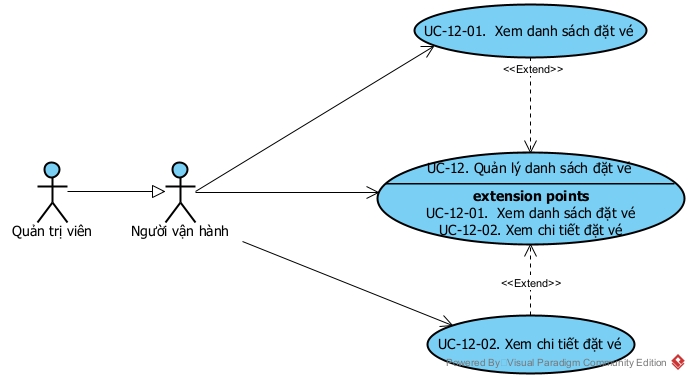 UC-12-01. Xem danh sách đặt vé
<<Extend>>
UC-12. Quản lý danh sách đặt vé
extension points
UC-12-01. Xem danh sách đặt vé
UC-12-02. Xem chi tiết đặt vé
Quản trị viên
Người vận hành
<<Extend>>
UC-12-02. Xem chi tiết đặt vé
Powered By Visual Paradigm Community Edition